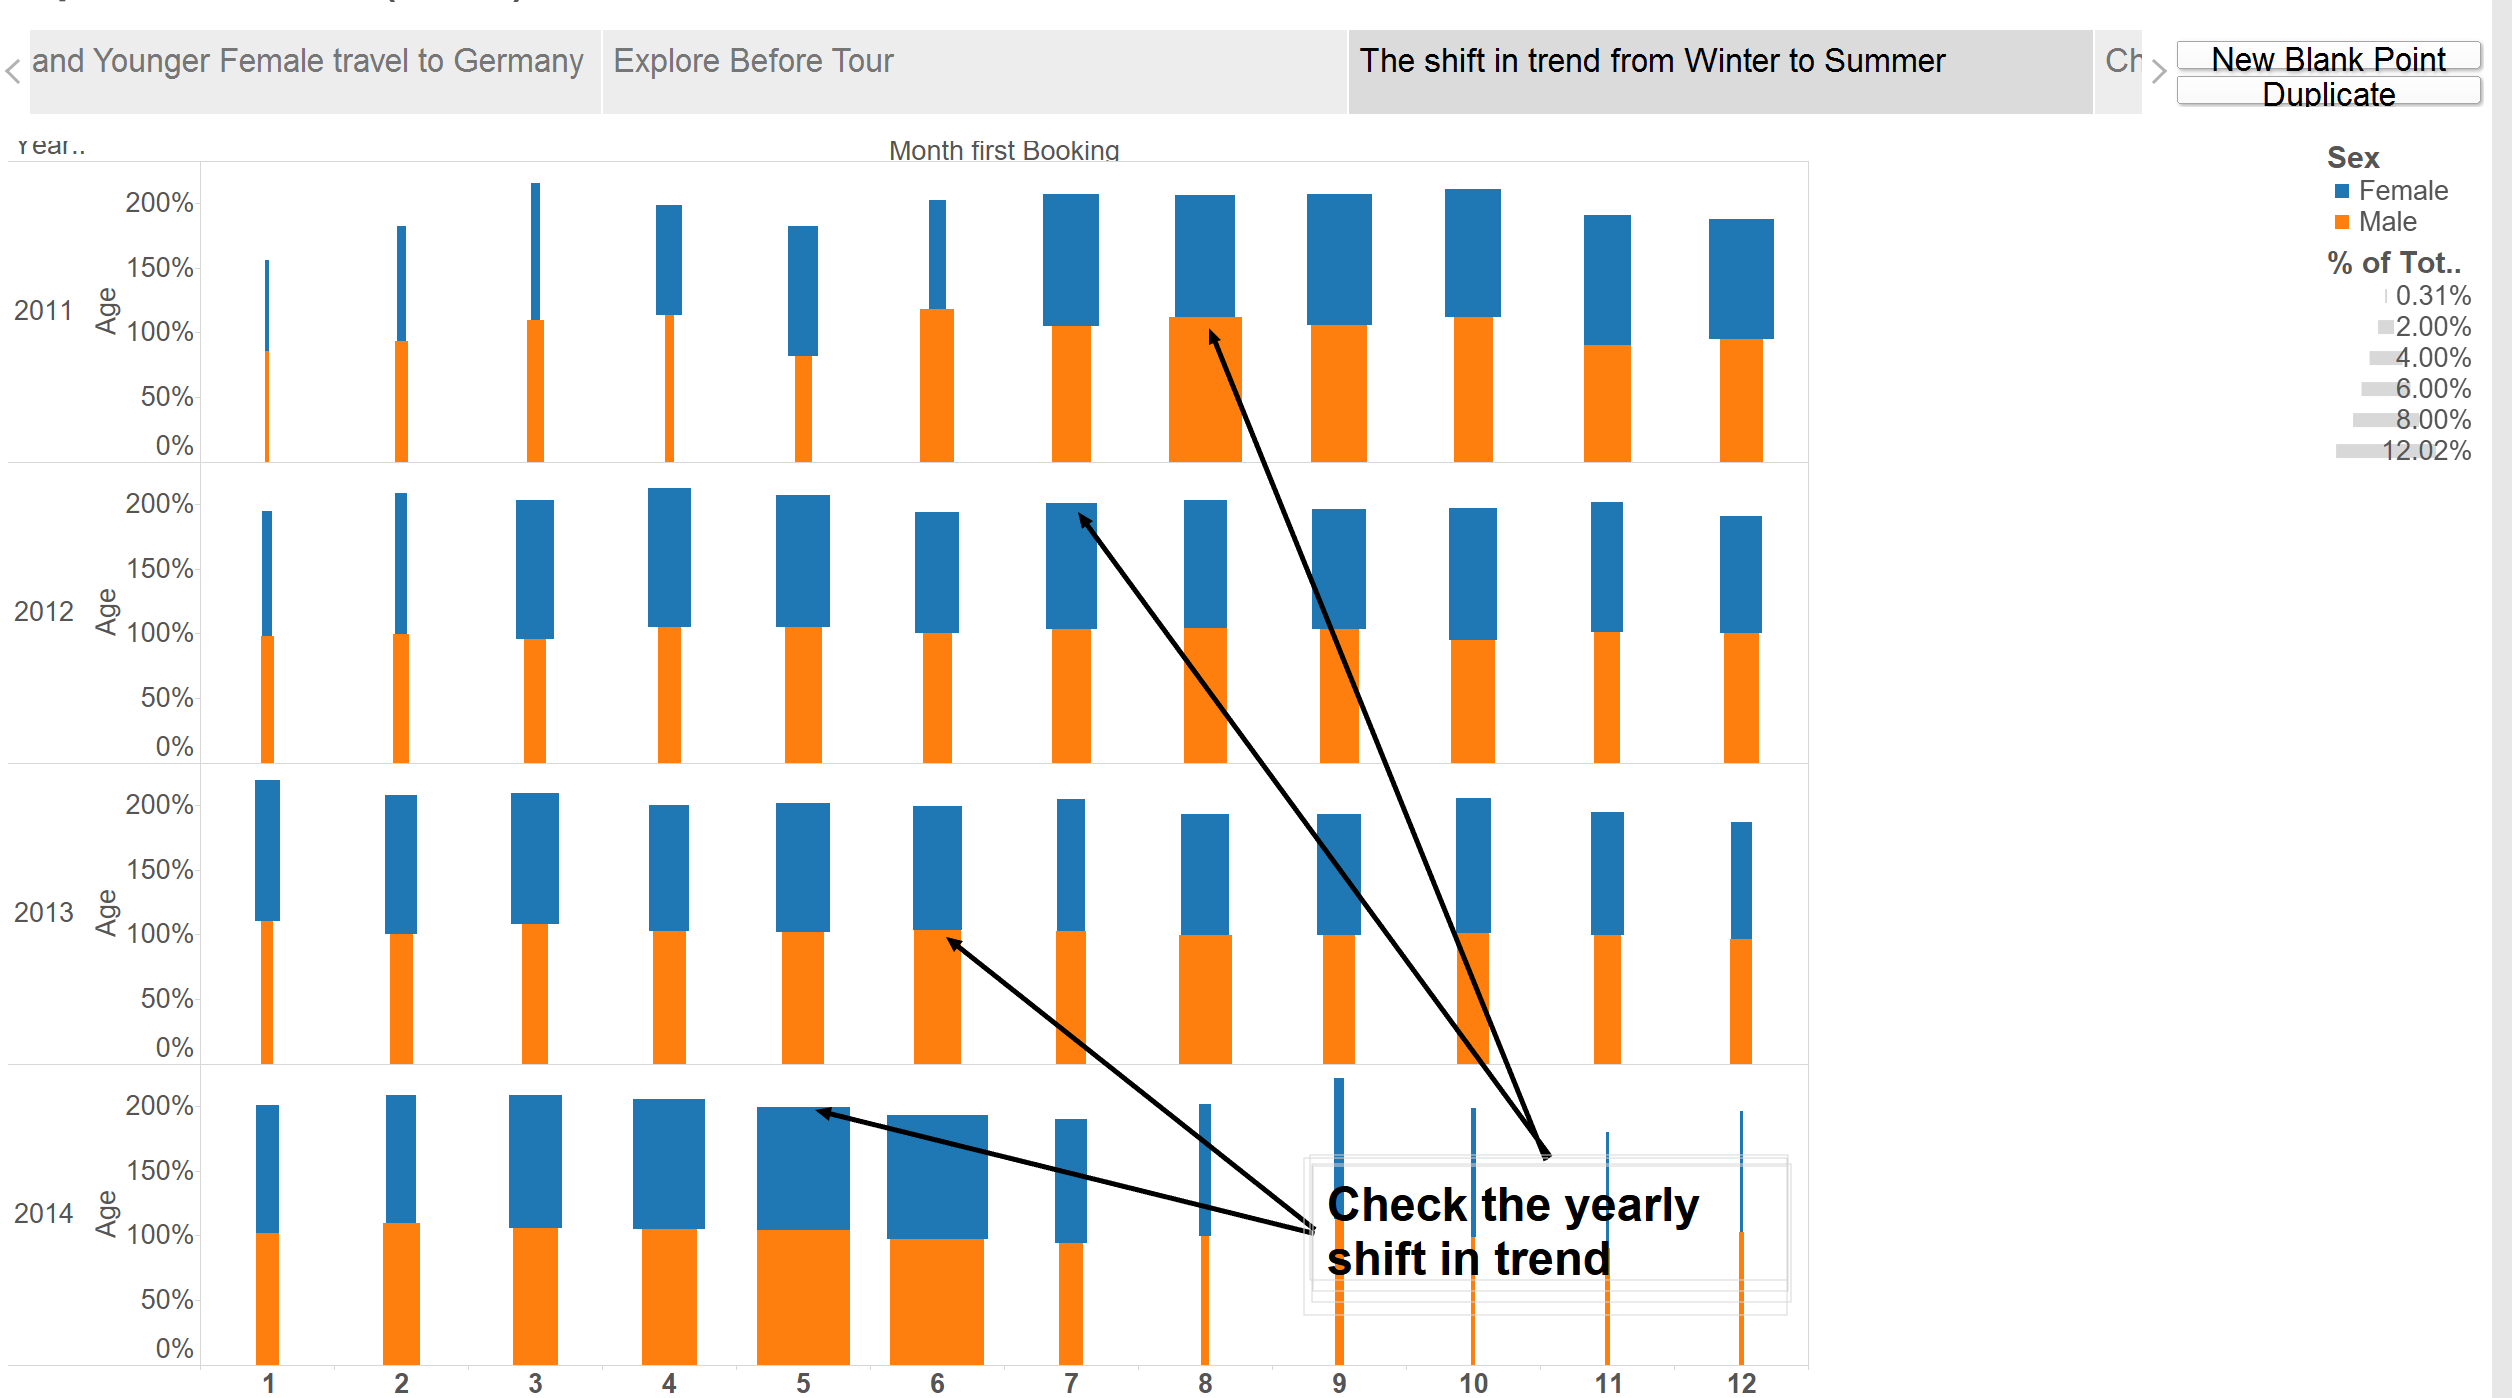 and Younger Female travel to Germany
Explore Before Tour
The shift in trend from Winter to Summer
Ch
New Blank Point
Duplicate
Year..
Month first Booking
Sex
Female
Male
% of Tot..
0.31%
2.00%
4.00%
6.00%
8.00%
12.02%
2011
Age
200%
150%
100%
50%
0%
2012
Age
200%
150%
100%
50%
0%
2013
Age
200%
150%
100%
50%
0%
2014
Age
200%
150%
100%
50%
0%
Check the yearly
shift in trend
1 2 3 4 5 6 7 8 9 10 11 12